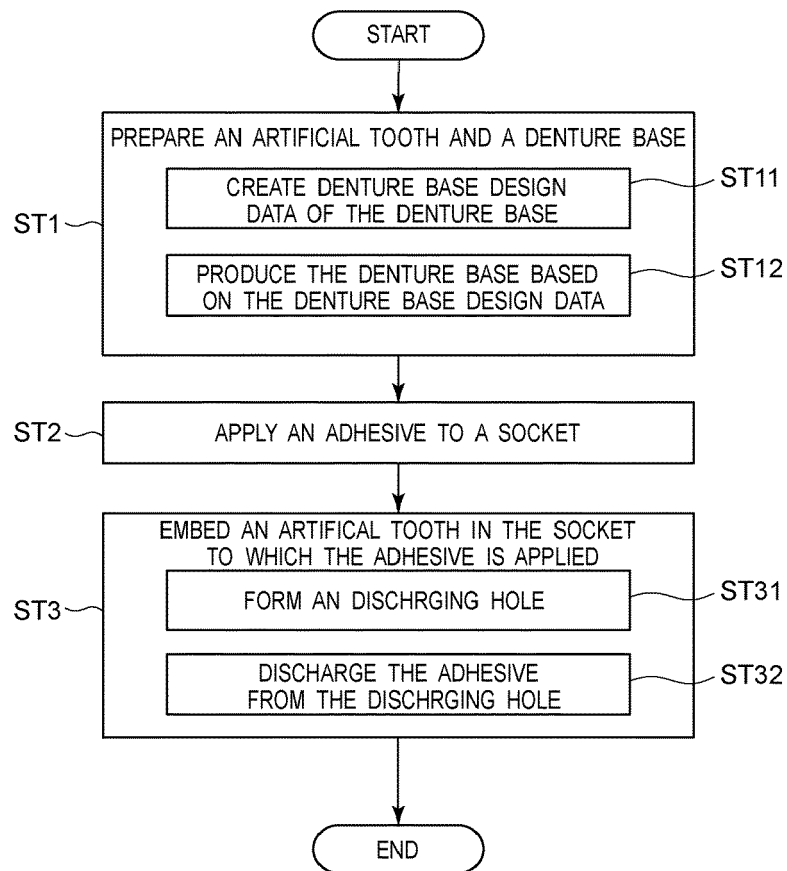 START
PREPARE AN ARTIFICIAL TOOTH AND A DENTURE BASE
CREATE DENTURE BASE DESIGN
DATA OF THE DENTURE BASE
ST11
ST1
PRODUCE THE DENTURE BASE BASED
ON THE DENTURE BASE DESIGN DATA
ST12
ST2
APPLY AN ADHESIVE TO A SOCKET
EMBED AN ARTIFICAL TOOTH IN THE SOCKET
TO WHICH THE ADHESIVE IS APPLIED
ST3
FORM AN DISCHRGING HOLE
ST31
DISCHARGE THE ADHESIVE
FROM THE DISCHRGING HOLE
ST32
END